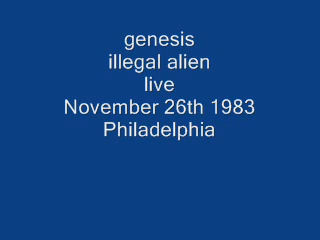 genesis
illegal alien
live
November 26th 1983
Philadelphia